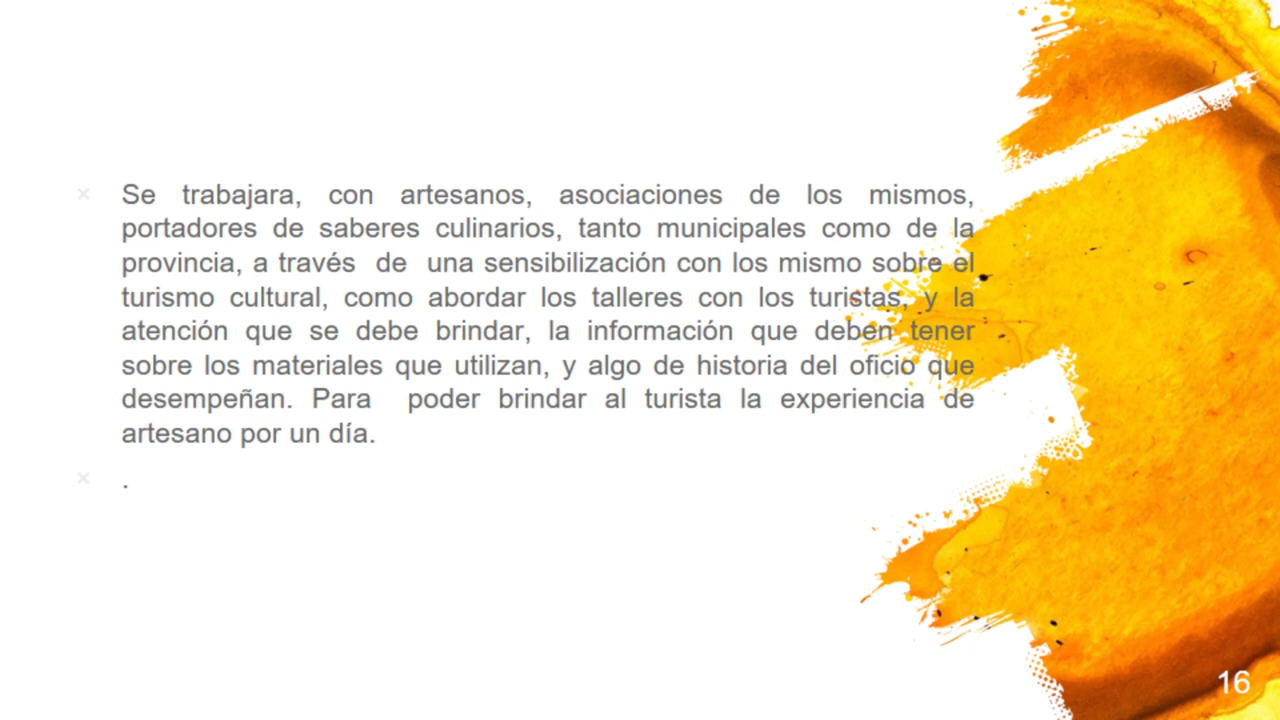 × Se trabajara, con artesanos, asociaciones de los mismos,
portadores de saberes culinarios, tanto municipales como de la
provincia, a través de una sensibilización con los mismo sobre el
turismo cultural, como abordar los talleres con los turistas, y la
atención que se debe brindar, la información que deben tener
sobre los materiales que utilizan, y algo de historia del oficio que
desempeñan. Para poder brindar al turista la experiencia de
artesano por un día.
× .
16